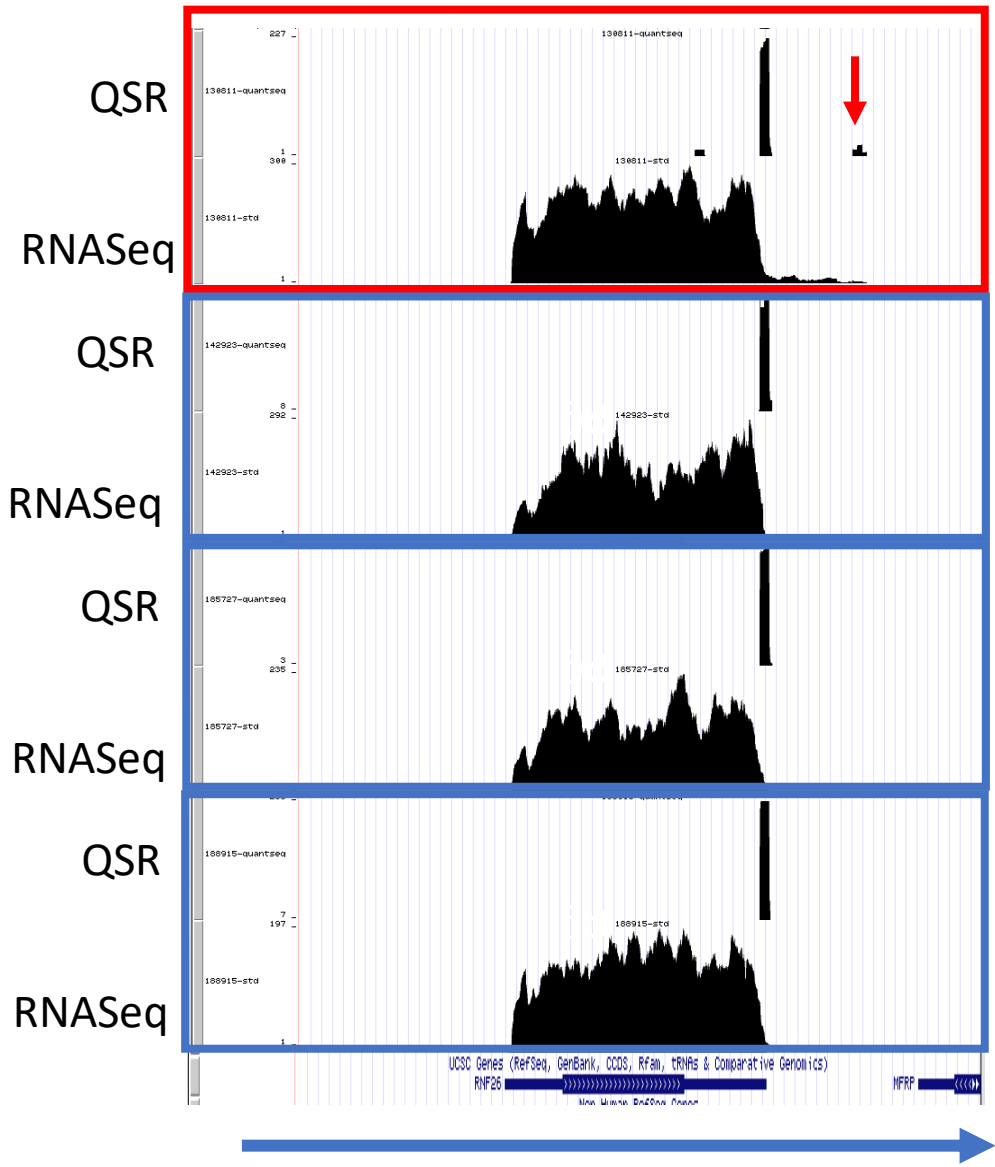 227
130811-quantseq
QSR
130811-quantseq
1
300
130811-std
130811-std
RNASeq
1
QSR
142923-quantseq
8
292
142923-std
142923-std
RNASeq
1
QSR
185727-quantseq
3
235
185727-std
185727-std
RNASeq
QSR
188915-quantseq
7
197
188915-std
188915-std
RNASeq
1
UCSC Genes (RefSeq, GenBank, CCDS, Rfam, tRNAs & Comparative Genomics)
RNF26
MFRP
Non-Human RefSeq Genes